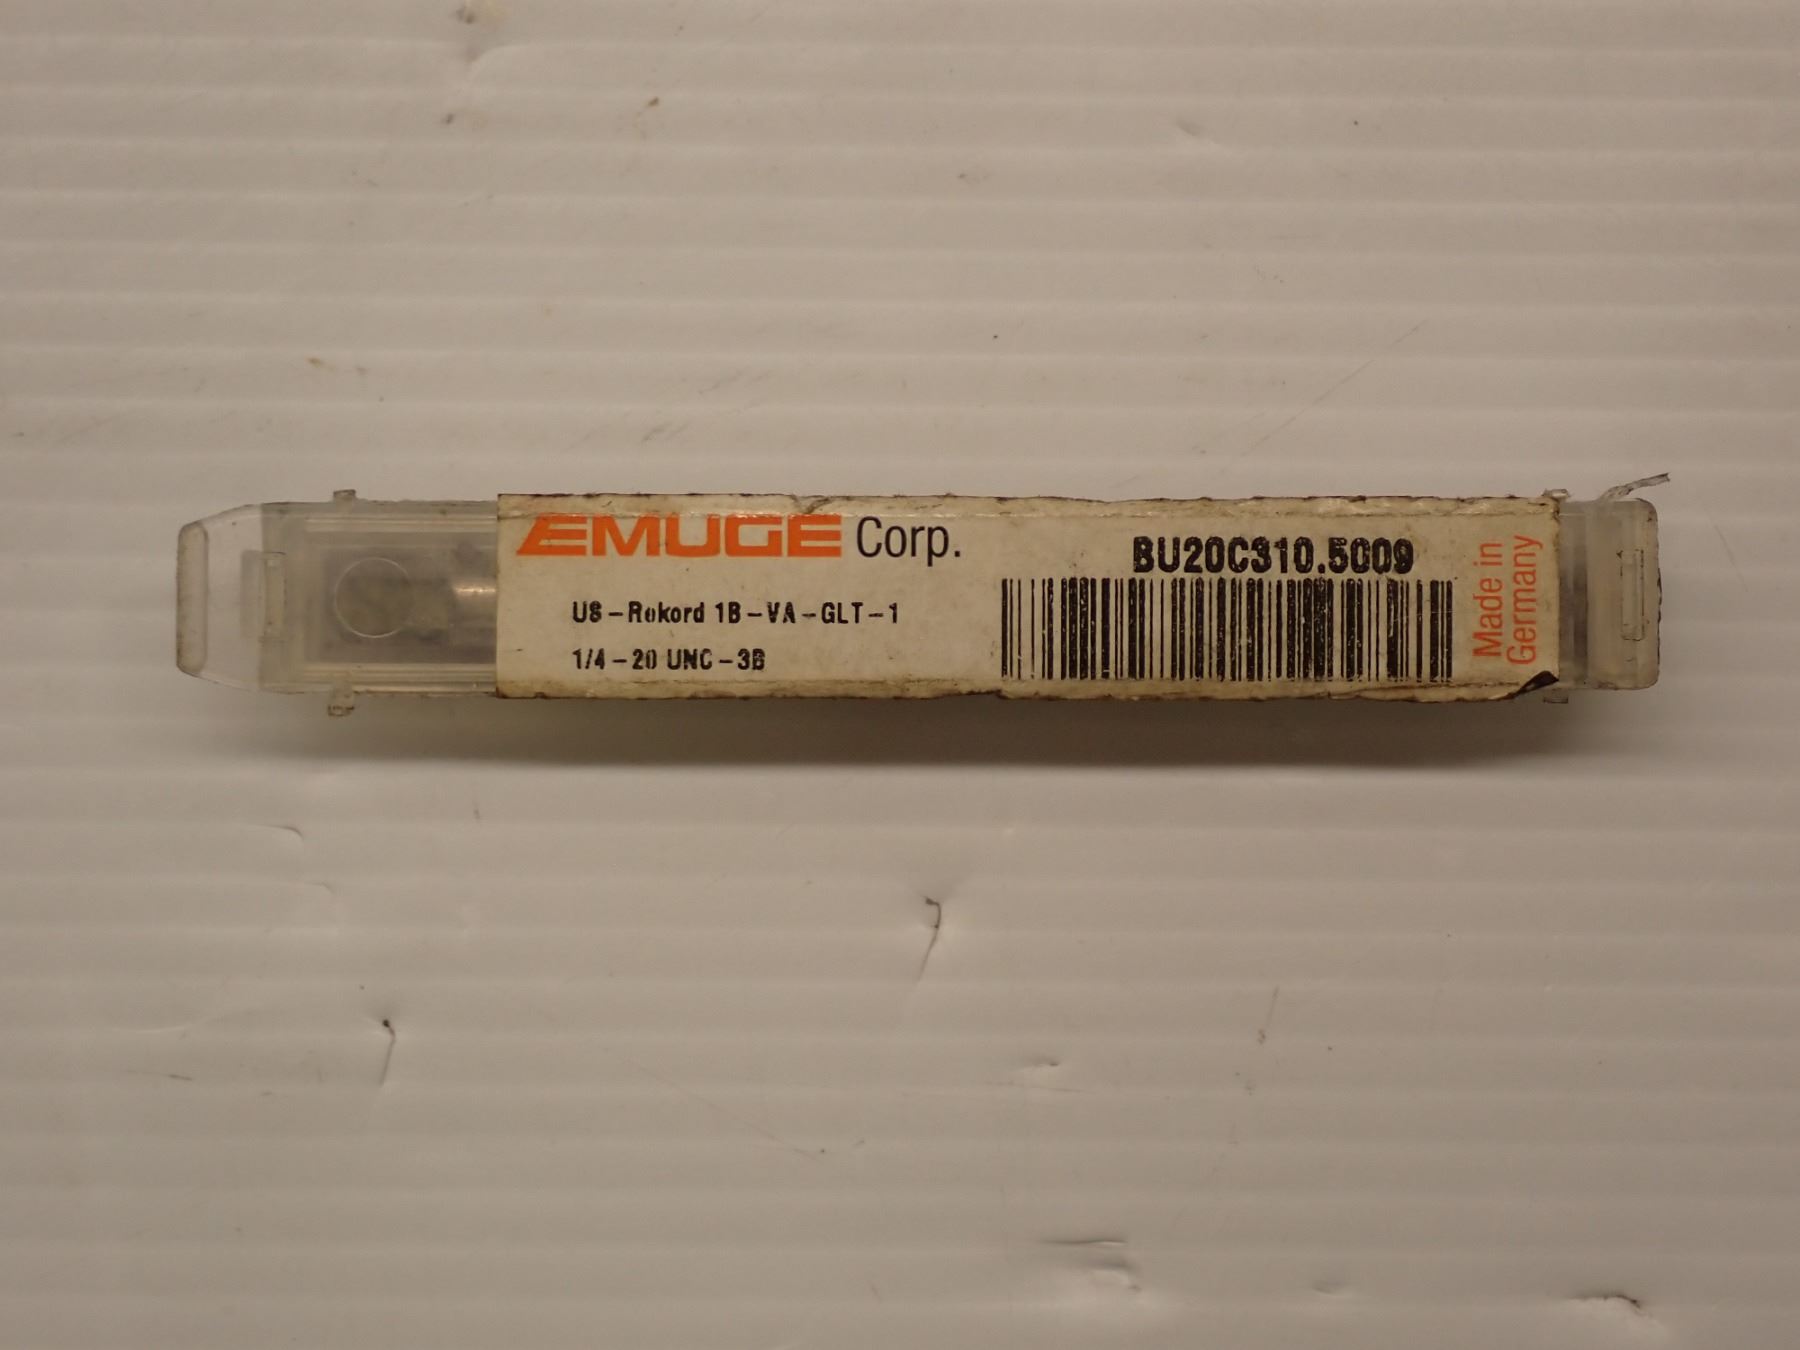 EMUGE Corp.
BU20C310.5009
US-Rekord 1B-VA-GLT-1
1/4-20 UNC-3B
Made in
Germany